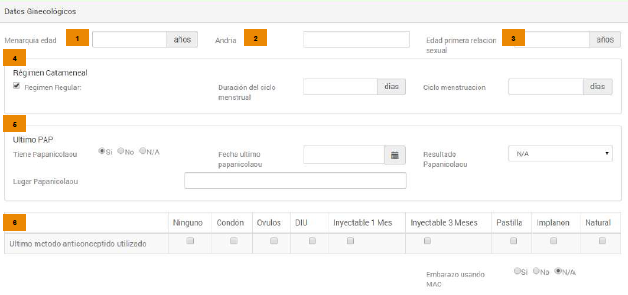 Datos Ginecológicos
Menarquia edad 1 años Andria 2 Edad primera relacion sexual 3 años
4
Régimen Catameneal
Regimen Regular: Duración del ciclo menstrual dias Ciclo menstruacion dias
5
Ultimo PAP
Tiene Papanicolaou Si No N/A Fecha ultimo papanicolaou Resultado Papanicolaou N/A
Lugar Papanicolaou
6
Ninguno Condon Ovulos DIU Inyectable 1 Mes Inyectable 3 Meses Pastilla Implanon Natural
Ultimo metodo anticonceptido utilizado
Embarazo usando MAC Si No N/A